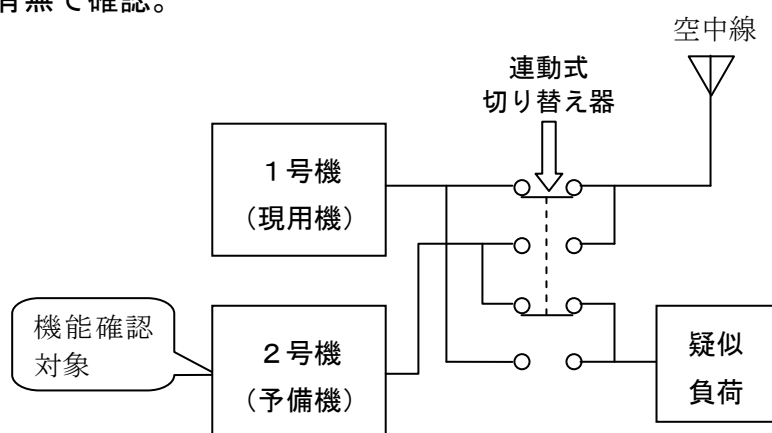 有無で確認。
空中線
連動式
切り替え器
1号機
(現用機)
機能確認
対象
2号機
(予備機)
疑似
負荷